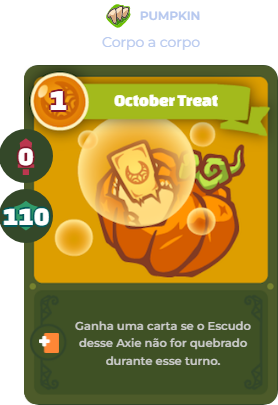 PUMPKIN
Corpo a corpo
1
October Treat
0
110
Ganha uma carta se o Escudo
desse Axie não for quebrado
durante esse turno.